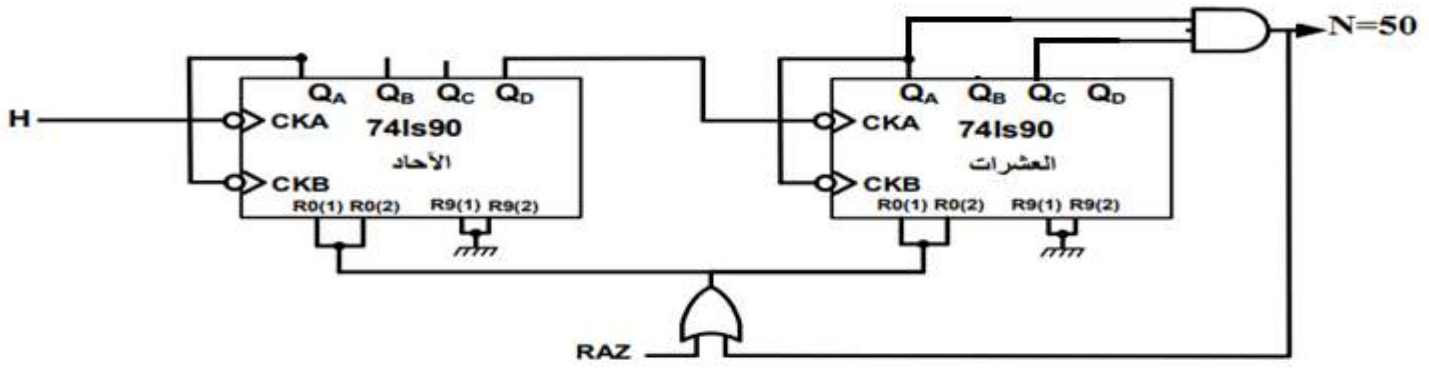 N=50
QA QB QC QD
QA QB QC QD
H
CKA
74ls90
CKA
74ls90
الآحاد
العشرات
CKB
CKB
R0(1) R0(2) R9(1) R9(2)
R0(1) R0(2) R9(1) R9(2)
RAZ